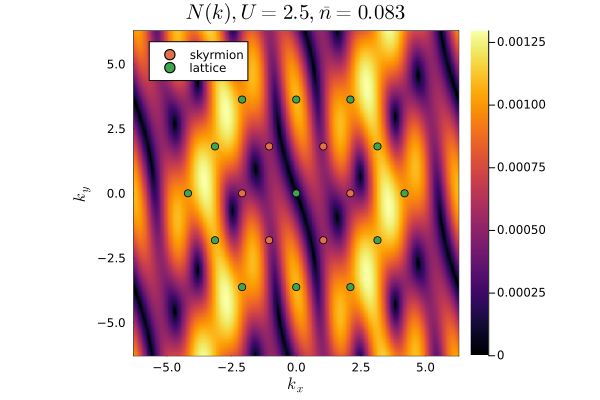 N(k), U = 2.5, n̄ = 0.083
skyrmion
lattice
5.0
2.5
0.0
−2.5
−5.0
k_y
−5.0 −2.5 0.0 2.5 5.0
k_x
0.00125
0.00100
0.00075
0.00050
0.00025
0